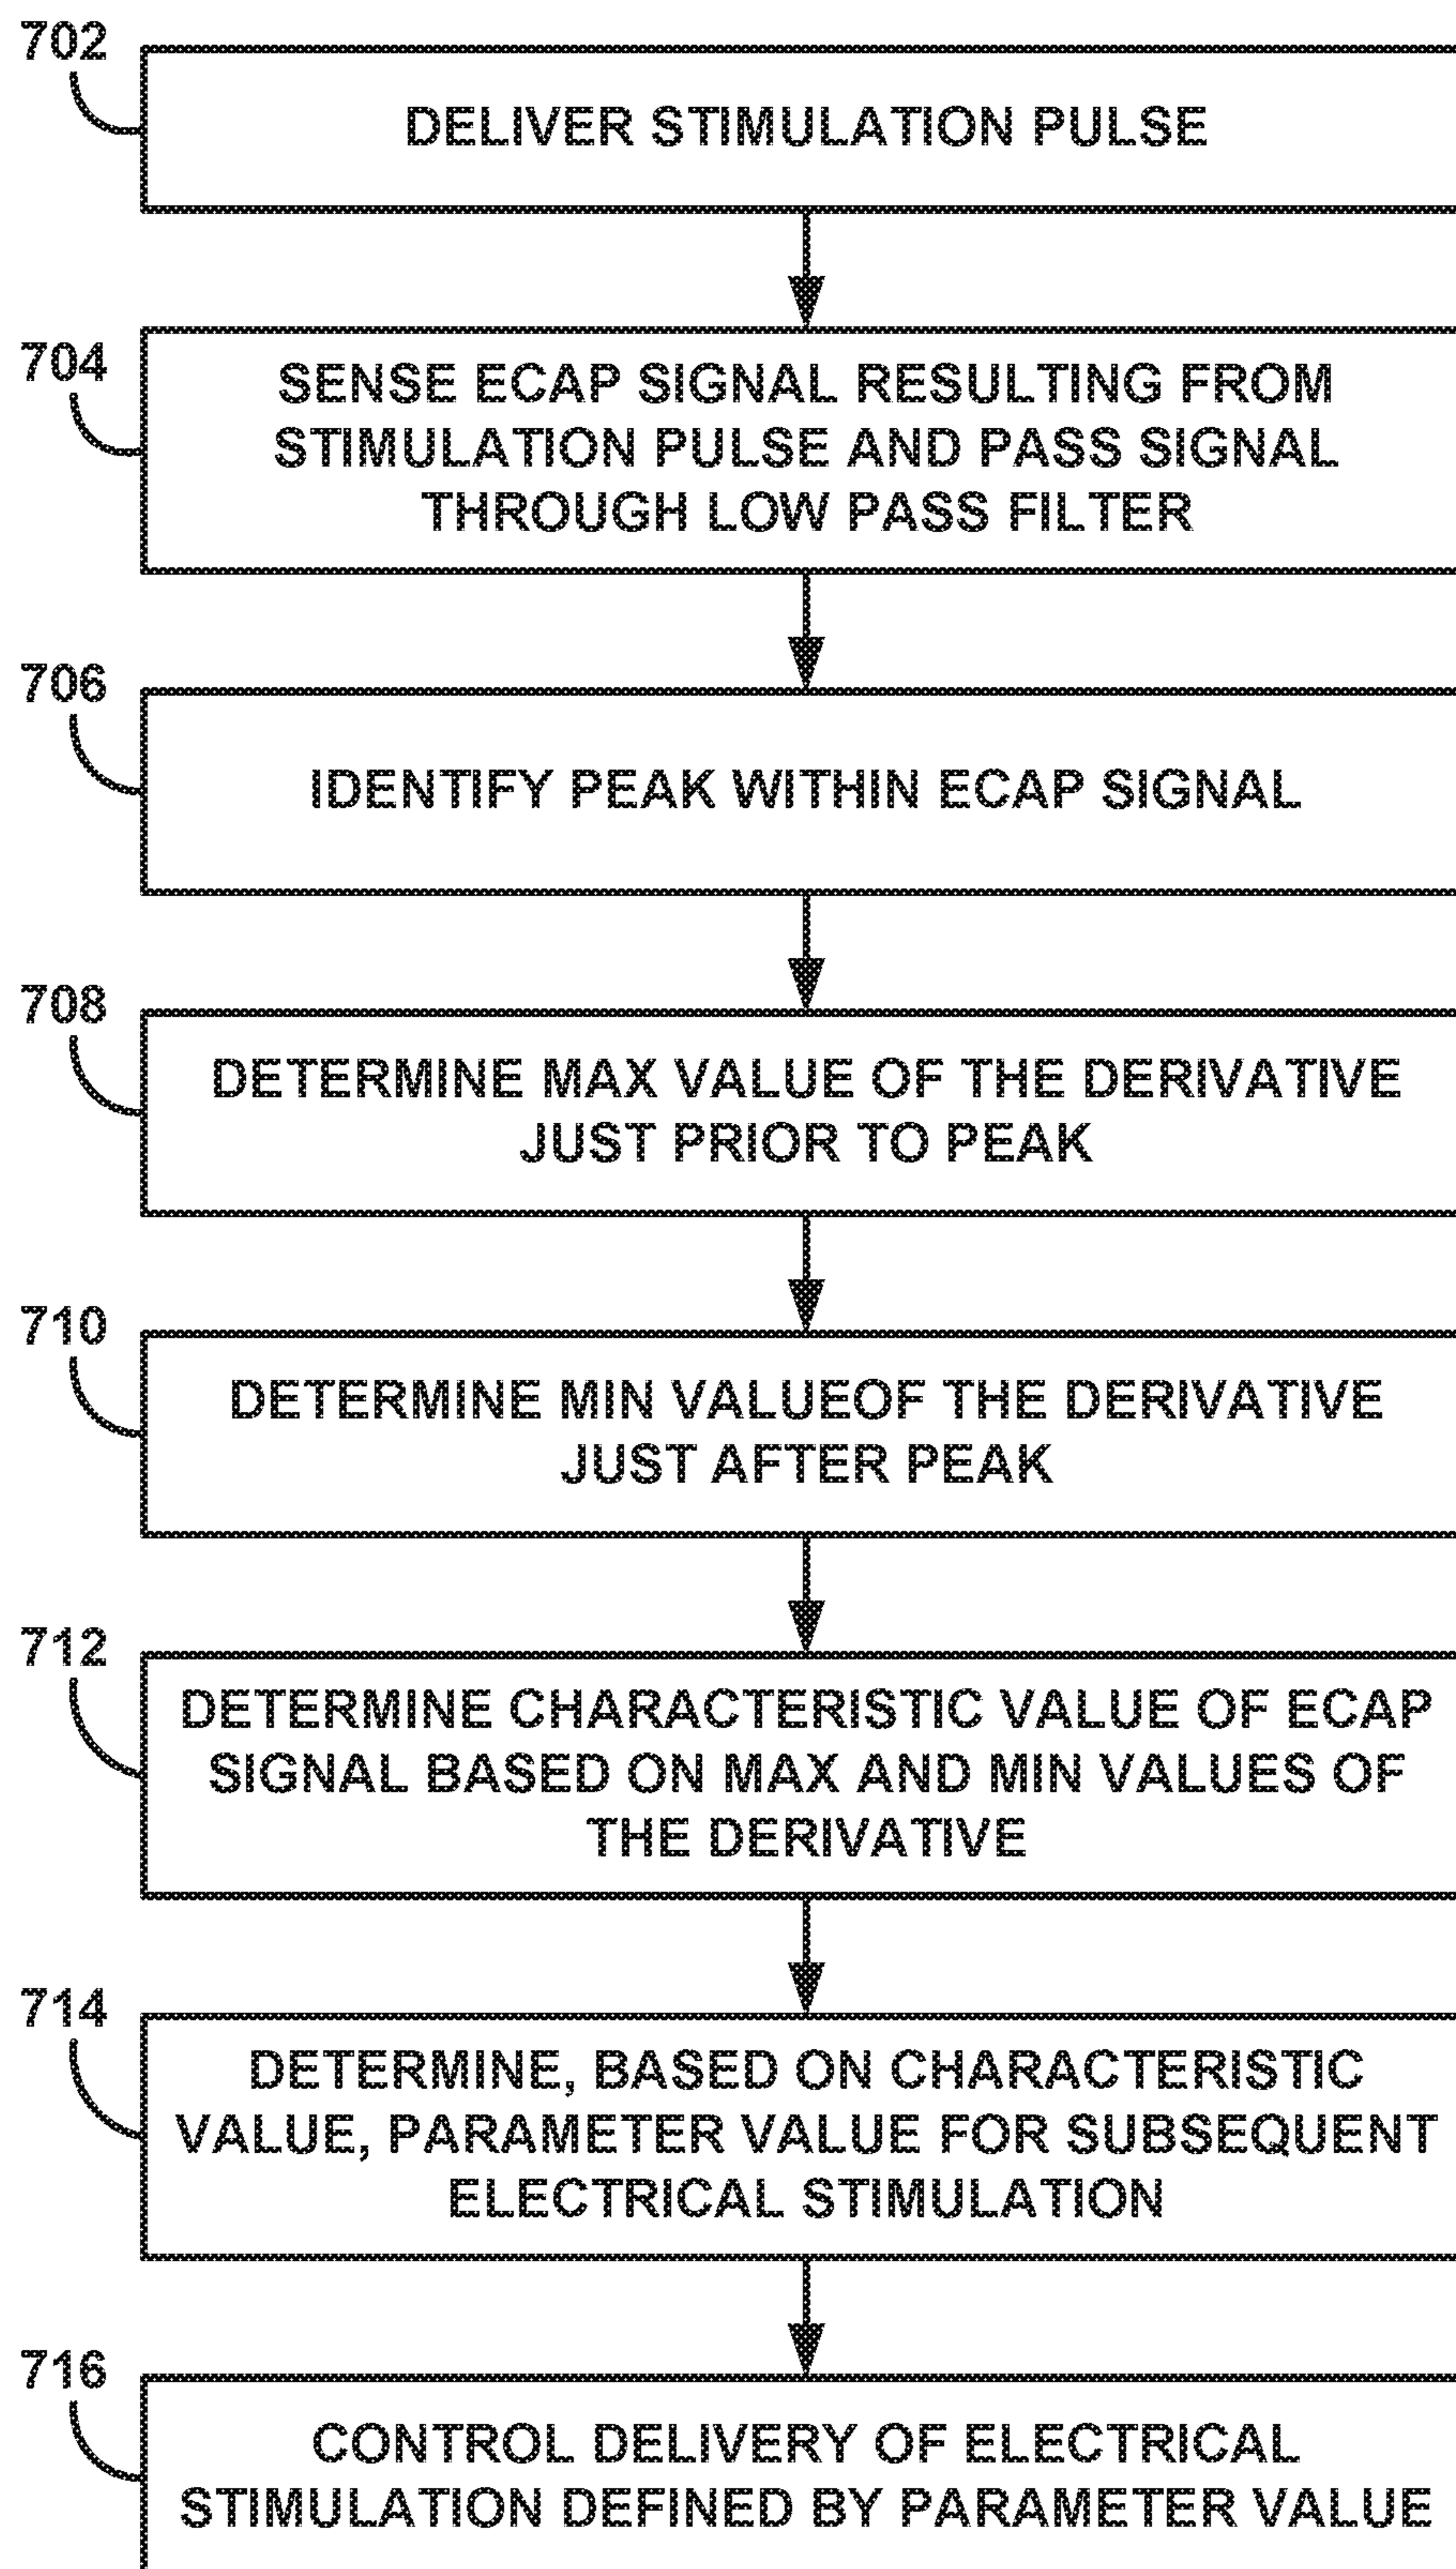 702
DELIVER STIMULATION PULSE
704
SENSE ECAP SIGNAL RESULTING FROM
STIMULATION PULSE AND PASS SIGNAL
THROUGH LOW PASS FILTER
706
IDENTIFY PEAK WITHIN ECAP SIGNAL
708
DETERMINE MAX VALUE OF THE DERIVATIVE
JUST PRIOR TO PEAK
710
DETERMINE MIN VALUEOF THE DERIVATIVE
JUST AFTER PEAK
712
DETERMINE CHARACTERISTIC VALUE OF ECAP
SIGNAL BASED ON MAX AND MIN VALUES OF
THE DERIVATIVE
714
DETERMINE, BASED ON CHARACTERISTIC
VALUE, PARAMETER VALUE FOR SUBSEQUENT
ELECTRICAL STIMULATION
716
CONTROL DELIVERY OF ELECTRICAL
STIMULATION DEFINED BY PARAMETER VALUE